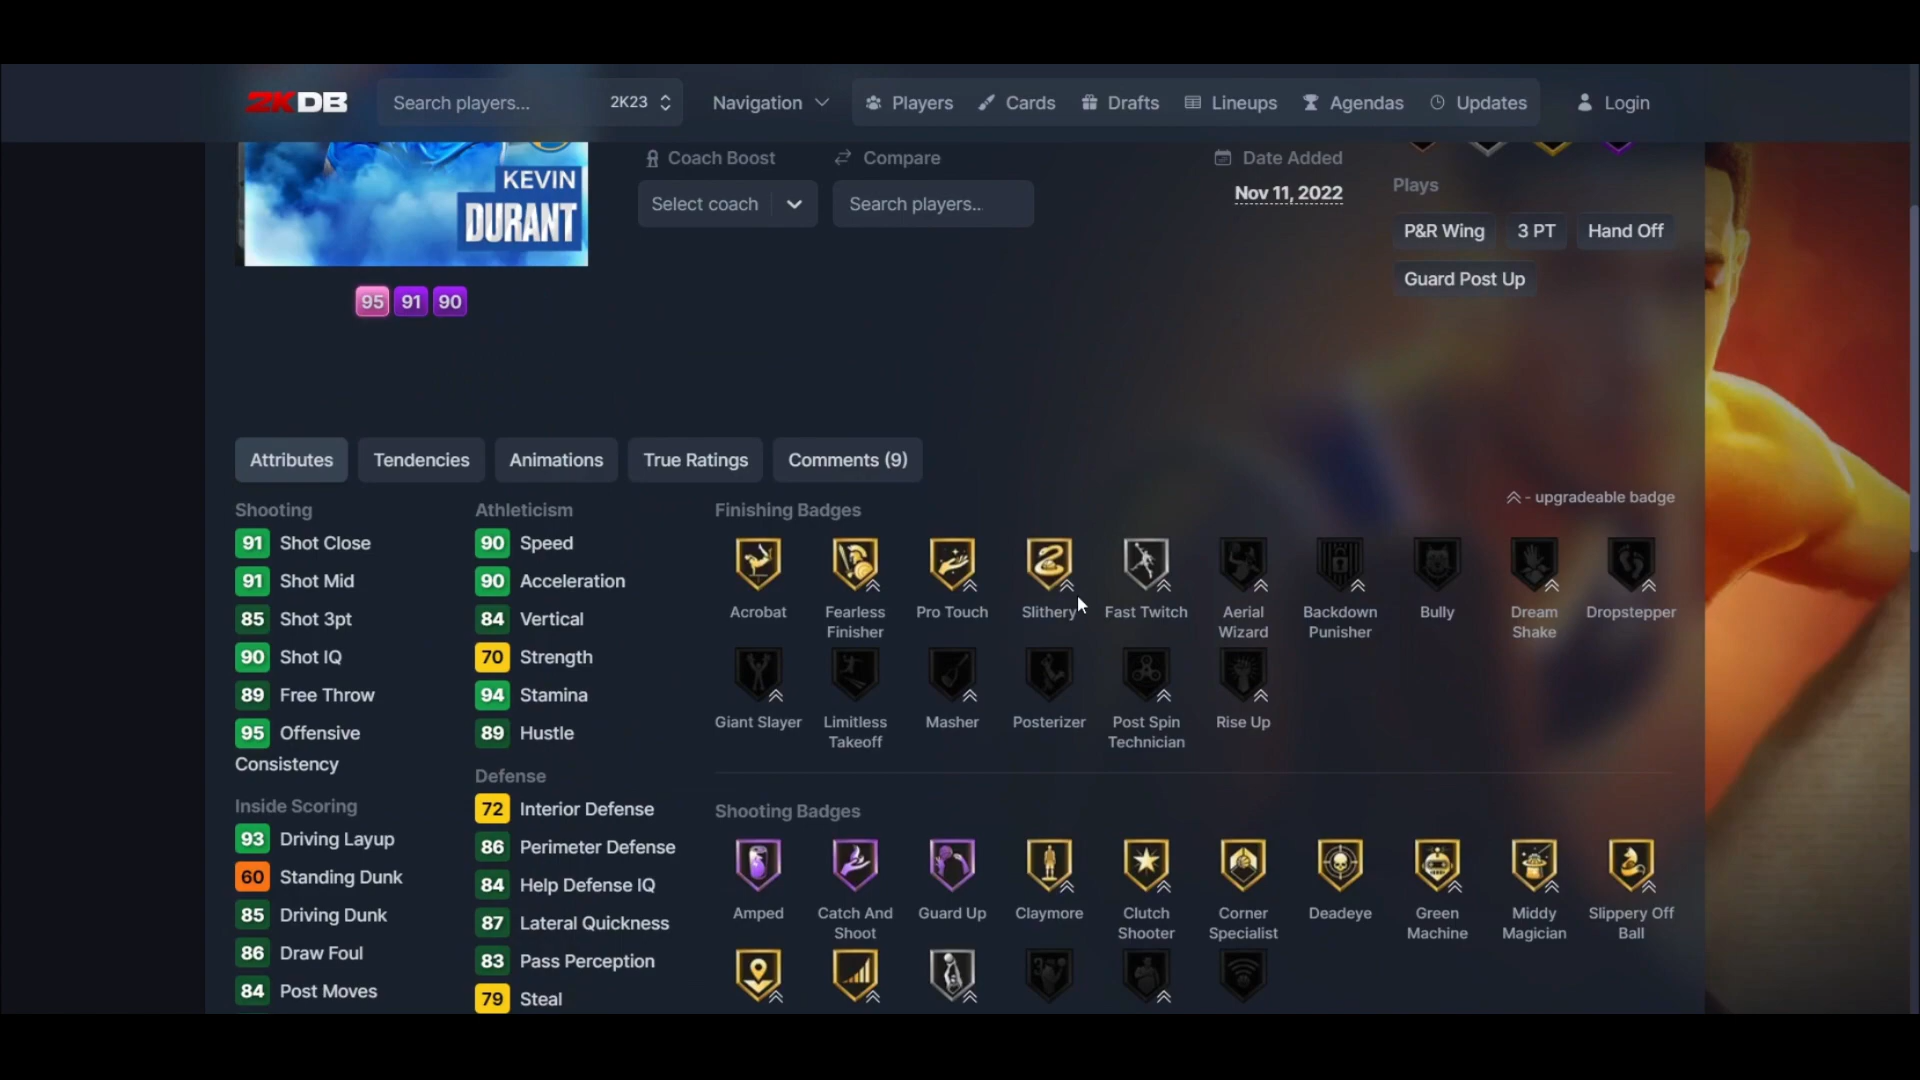 2KDB
Search players...
2K23
Navigation
Players
Cards
Drafts
Lineups
Agendas
Updates
Login
KEVIN
DURANT
95 91 90
Coach Boost
Select coach
Compare
Search players..
Date Added
Nov 11, 2022
Plays
P&R Wing
3 PT
Hand Off
Guard Post Up
Attributes
Tendencies
Animations
True Ratings
Comments (9)
Shooting
91 Shot Close
91 Shot Mid
85 Shot 3pt
90 Shot IQ
89 Free Throw
95 Offensive
Consistency
Inside Scoring
93 Driving Layup
60 Standing Dunk
85 Driving Dunk
86 Draw Foul
84 Post Moves
Athleticism
90 Speed
90 Acceleration
84 Vertical
70 Strength
94 Stamina
89 Hustle
Defense
72 Interior Defense
86 Perimeter Defense
84 Help Defense IQ
87 Lateral Quickness
83 Pass Perception
79 Steal
Finishing Badges
- upgradeable badge
Acrobat
Fearless
Finisher
Pro Touch
Slithery
Fast Twitch
Aerial
Wizard
Backdown
Punisher
Bully
Dream
Shake
Dropstepper
Giant Slayer
Limitless
Takeoff
Masher
Posterizer
Post Spin
Technician
Rise Up
Shooting Badges
Amped
Catch And
Shoot
Guard Up
Claymore
Clutch
Shooter
Corner
Specialist
Deadeye
Green
Machine
Middy
Magician
Slippery Off
Ball